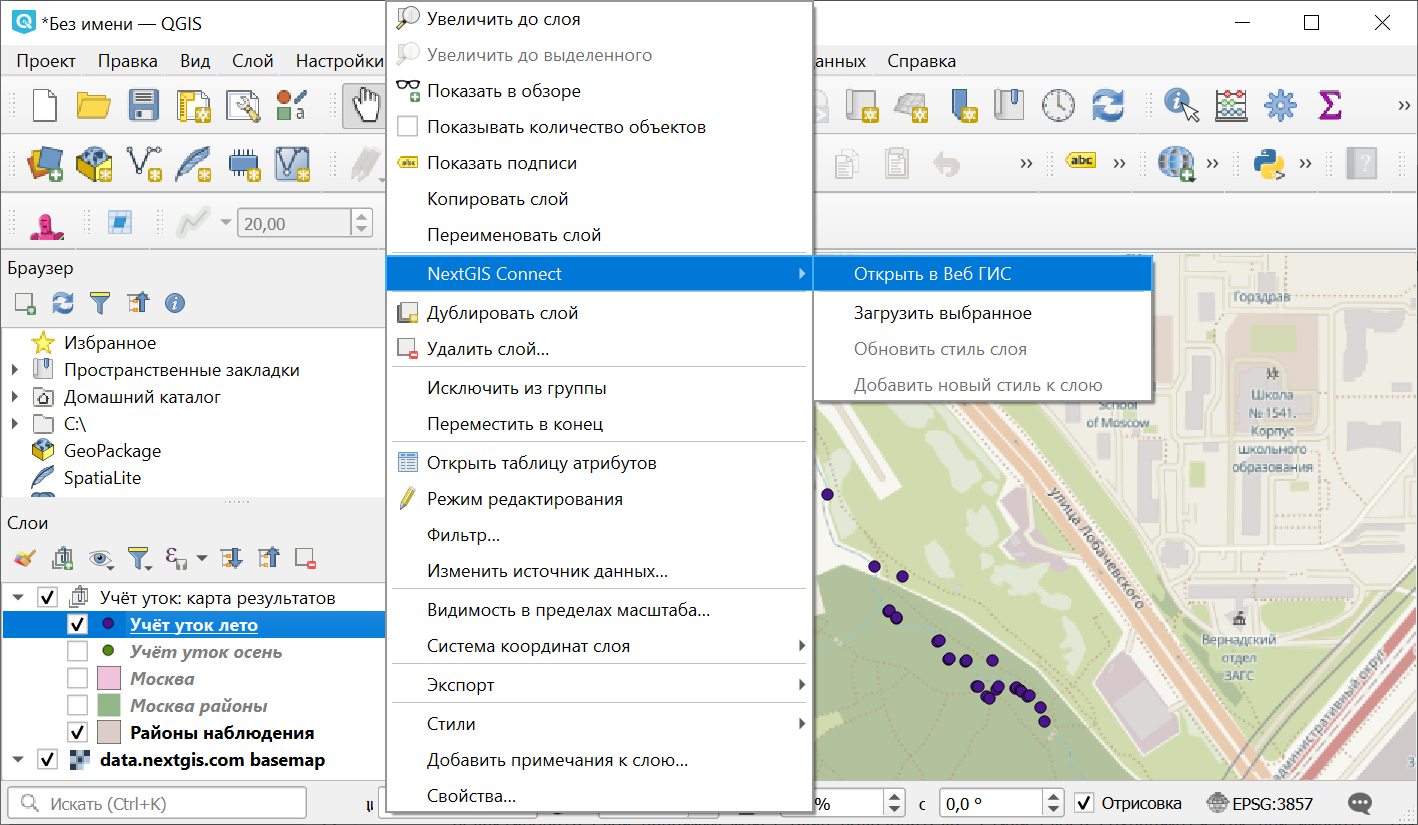 *Без имени — QGIS
Проект Правка Вид Слой Настройки
анных Справка
a
abc
20,00
Браузер
Избранное
Пространственные закладки
Домашний каталог
C:\
GeoPackage
SpatiaLite
Слои
Учёт уток: карта результатов
Учёт уток лето
Учёт уток осень
Москва
Москва районы
Районы наблюдения
data.nextgis.com basemap
Искать (Ctrl+K)
Увеличить до слоя
Увеличить до выделенного
Показать в обзоре
Показывать количество объектов
abc Показать подписи
Копировать слой
Переименовать слой
NextGIS Connect
Дублировать слой
Удалить слой...
Исключить из группы
Переместить в конец
Открыть таблицу атрибутов
Режим редактирования
Фильтр...
Изменить источник данных...
Видимость в пределах масштаба...
Система координат слоя
Экспорт
Стили
Добавить примечания к слою...
Свойства...
Открыть в Веб ГИС
Загрузить выбранное
Обновить стиль слоя
Добавить новый стиль к слою
Горздрав
School
of Moscow
Школа
№ 1541.
Корпус
школьного
образования
улица Лобачевского
Вернадский
отдел
ЗАГС
административный округ
% с 0,0 ° Отрисовка EPSG:3857